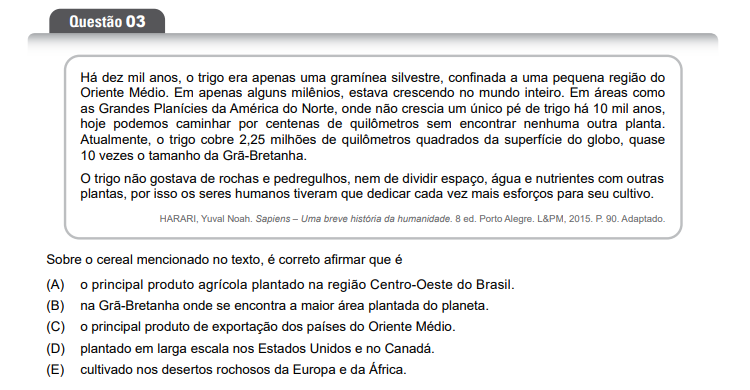 Questão 03
Há dez mil anos, o trigo era apenas uma gramínea silvestre, confinada a uma pequena região do
Oriente Médio. Em apenas alguns milênios, estava crescendo no mundo inteiro. Em áreas como
as Grandes Planícies da América do Norte, onde não crescia um único pé de trigo há 10 mil anos,
hoje podemos caminhar por centenas de quilômetros sem encontrar nenhuma outra planta.
Atualmente, o trigo cobre 2,25 milhões de quilômetros quadrados da superfície do globo, quase
10 vezes o tamanho da Grã-Bretanha.
O trigo não gostava de rochas e pedregulhos, nem de dividir espaço, água e nutrientes com outras
plantas, por isso os seres humanos tiveram que dedicar cada vez mais esforços para seu cultivo.
HARARI, Yuval Noah. Sapiens – Uma breve história da humanidade. 8 ed. Porto Alegre. L&PM, 2015. P. 90. Adaptado.
Sobre o cereal mencionado no texto, é correto afirmar que é
(A) o principal produto agrícola plantado na região Centro-Oeste do Brasil.
(B) na Grã-Bretanha onde se encontra a maior área plantada do planeta.
(C) o principal produto de exportação dos países do Oriente Médio.
(D) plantado em larga escala nos Estados Unidos e no Canadá.
(E) cultivado nos desertos rochosos da Europa e da África.